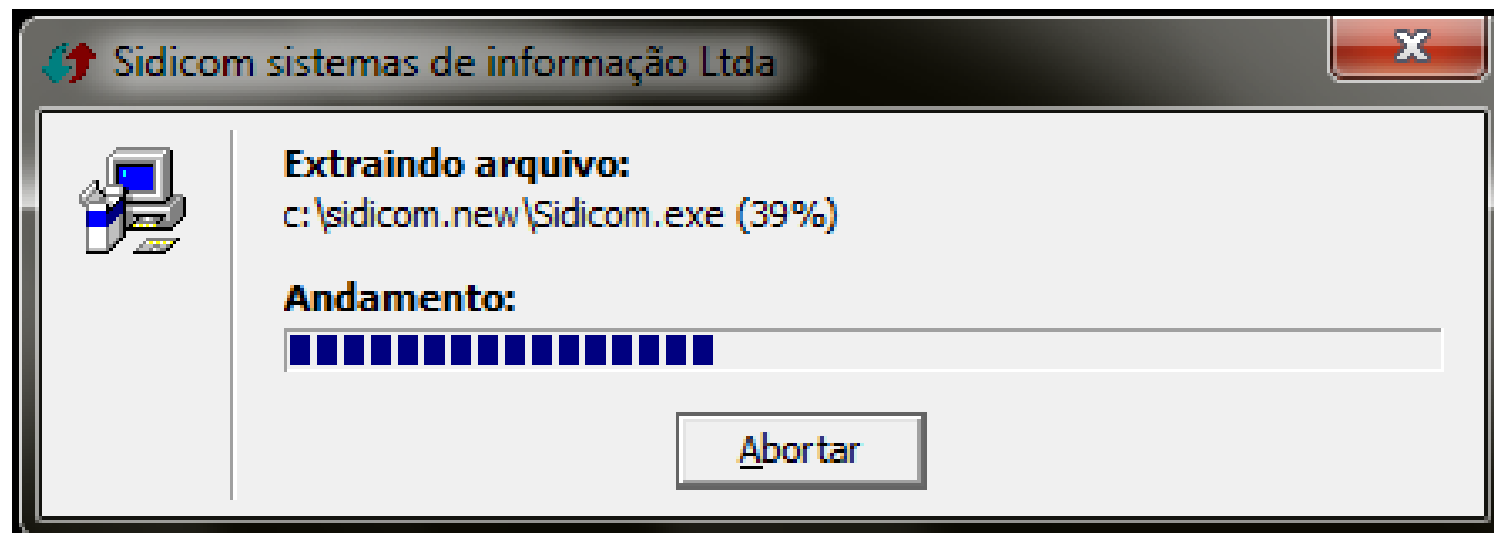 Sidicom sistemas de informação Ltda
Extraindo arquivo:
c:\sidicom.new\Sidicom.exe (39%)
Andamento:
Abortar